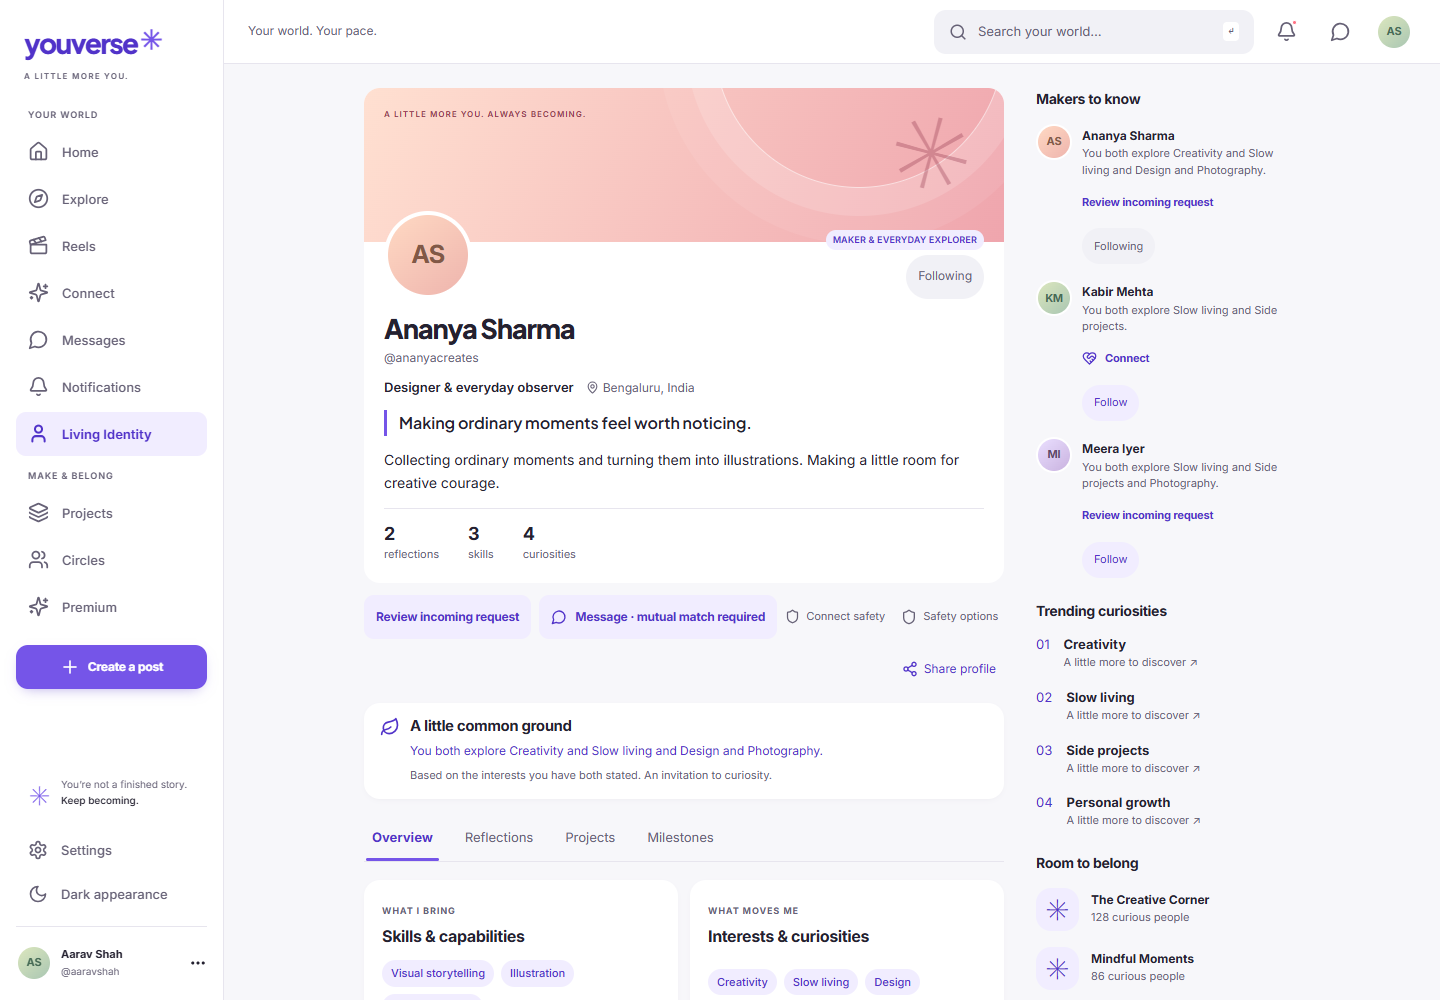 youverse
A LITTLE MORE YOU.
YOUR WORLD
Home
Explore
Reels
Connect
Messages
Notifications
Living Identity
MAKE & BELONG
Projects
Circles
Premium
Create a post
You're not a finished story.
Keep becoming.
Settings
Dark appearance
AS
Aarav Shah
@aaravshah
Your world. Your pace.
Search your world...
AS
A LITTLE MORE YOU. ALWAYS BECOMING.
AS
MAKER & EVERYDAY EXPLORER
Following
Ananya Sharma
@ananyacreates
Designer & everyday observer
Bengaluru, India
Making ordinary moments feel worth noticing.
Collecting ordinary moments and turning them into illustrations. Making a little room for
creative courage.
2
reflections
3
skills
4
curiosities
Review incoming request
Message · mutual match required
Connect safety
Safety options
Share profile
A little common ground
You both explore Creativity and Slow living and Design and Photography.
Based on the interests you have both stated. An invitation to curiosity.
Overview
Reflections
Projects
Milestones
WHAT I BRING
Skills & capabilities
Visual storytelling
Illustration
WHAT MOVES ME
Interests & curiosities
Creativity
Slow living
Design
Makers to know
AS
Ananya Sharma
You both explore Creativity and Slow
living and Design and Photography.
Review incoming request
Following
KM
Kabir Mehta
You both explore Slow living and Side
projects.
Connect
Follow
MI
Meera Iyer
You both explore Slow living and Side
projects and Photography.
Review incoming request
Follow
Trending curiosities
01
Creativity
A little more to discover ↗
02
Slow living
A little more to discover ↗
03
Side projects
A little more to discover ↗
04
Personal growth
A little more to discover ↗
Room to belong
The Creative Corner
128 curious people
Mindful Moments
86 curious people